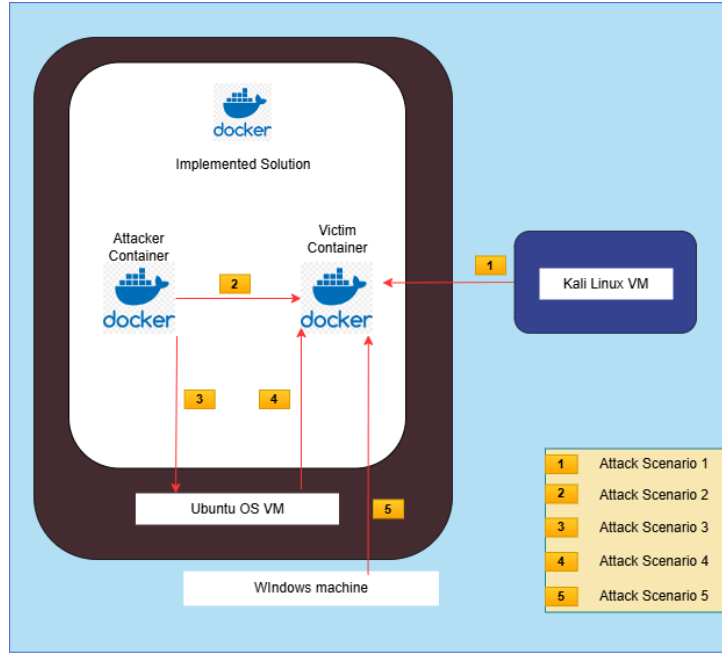 docker
Implemented Solution
Attacker
Container
docker
Victim
Container
docker
1
2
3
4
5
Kali Linux VM
Ubuntu OS VM
WIndows machine
1 Attack Scenario 1
2 Attack Scenario 2
3 Attack Scenario 3
4 Attack Scenario 4
5 Attack Scenario 5